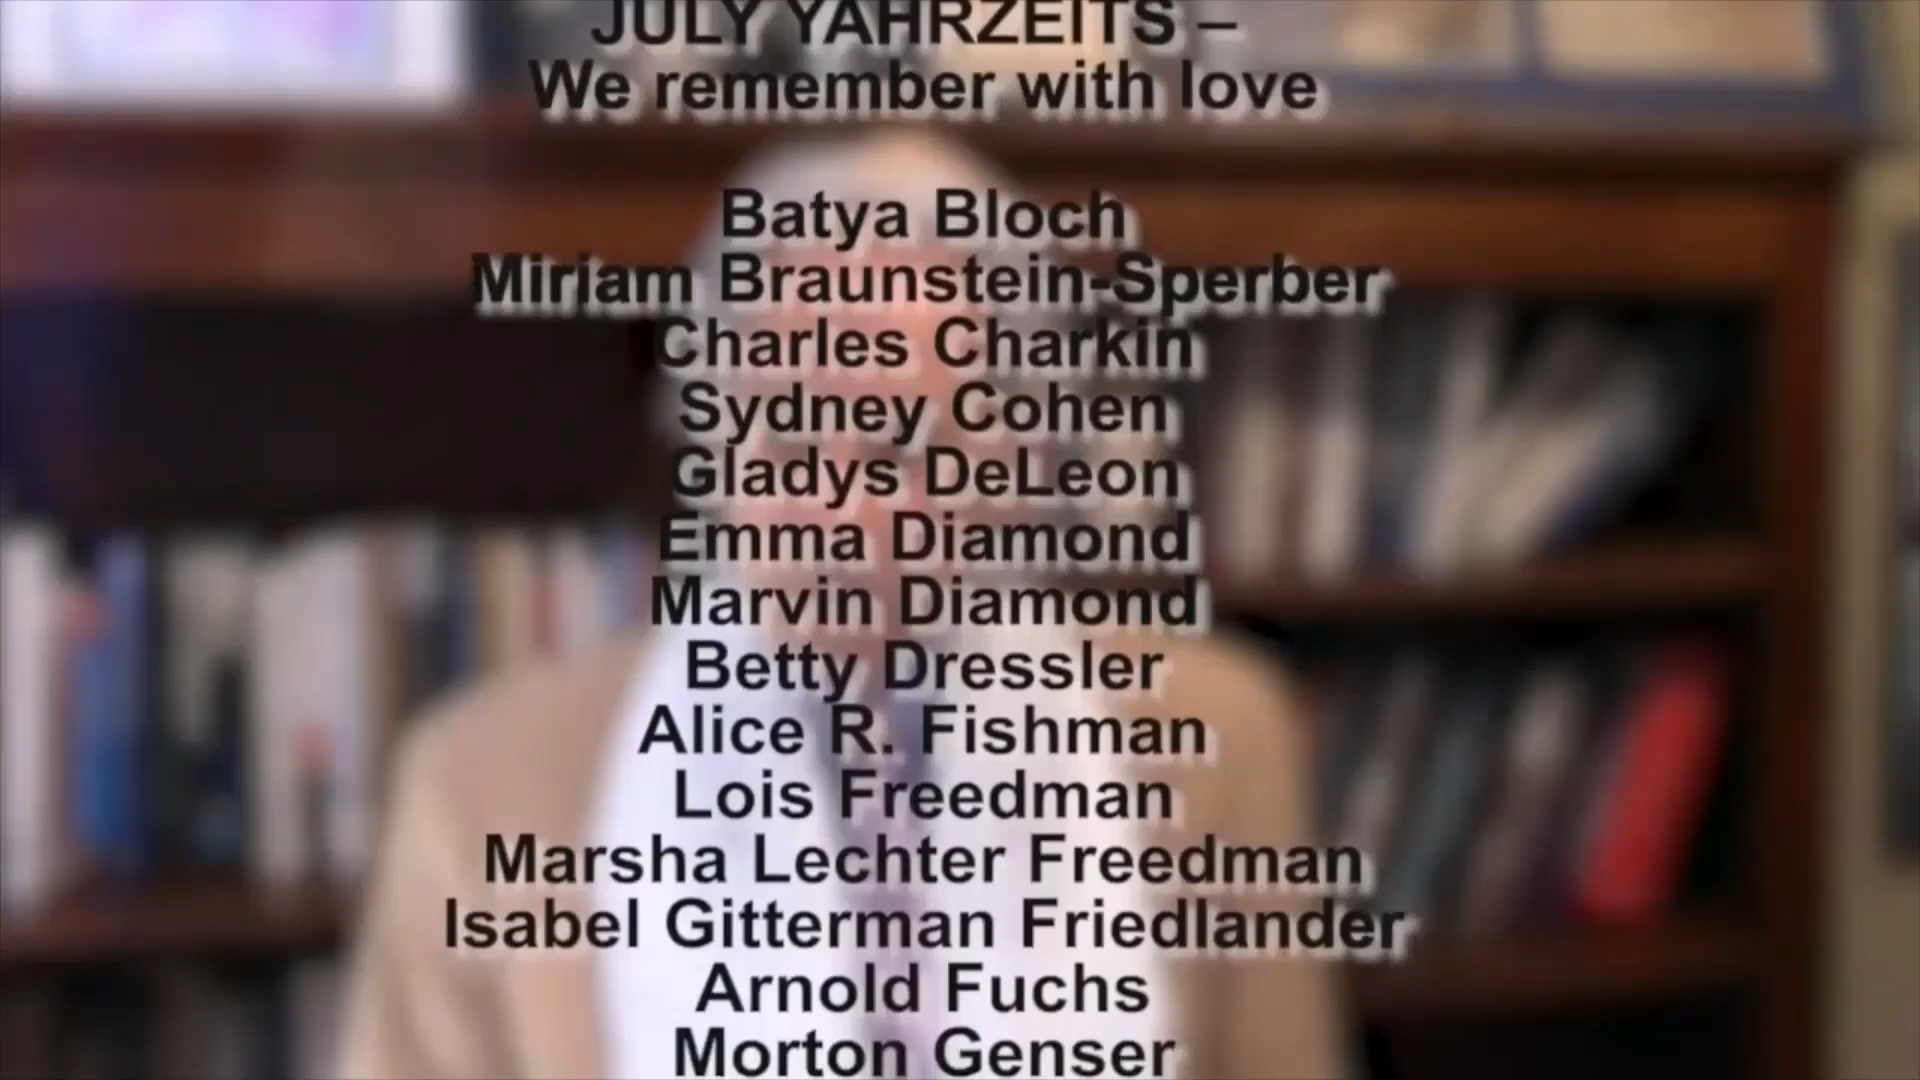 JULY YAHRZEITS –
We remember with love
Batya Bloch
Miriam Braunstein-Sperber
Charles Charkin
Sydney Cohen
Gladys DeLeon
Emma Diamond
Marvin Diamond
Betty Dressler
Alice R. Fishman
Lois Freedman
Marsha Lechter Freedman
Isabel Gitterman Friedlander
Arnold Fuchs
Morton Genser